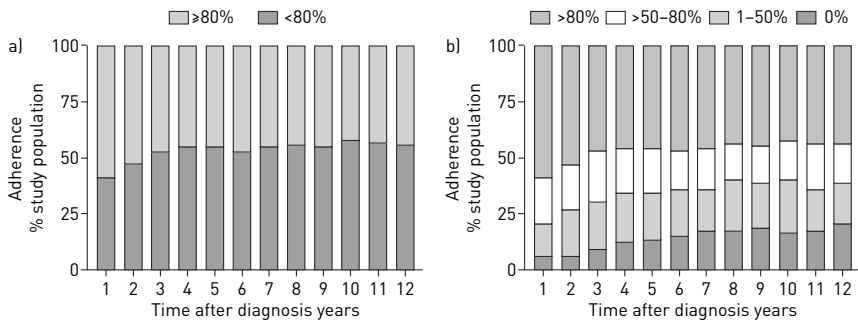 ≥80% <80%
a)
100
75
50
25
0
Adherence
% study population
1 2 3 4 5 6 7 8 9 10 11 12
Time after diagnosis years
>80% >50–80% 1–50% 0%
b)
100
75
50
25
0
Adherence
% study population
1 2 3 4 5 6 7 8 9 10 11 12
Time after diagnosis years